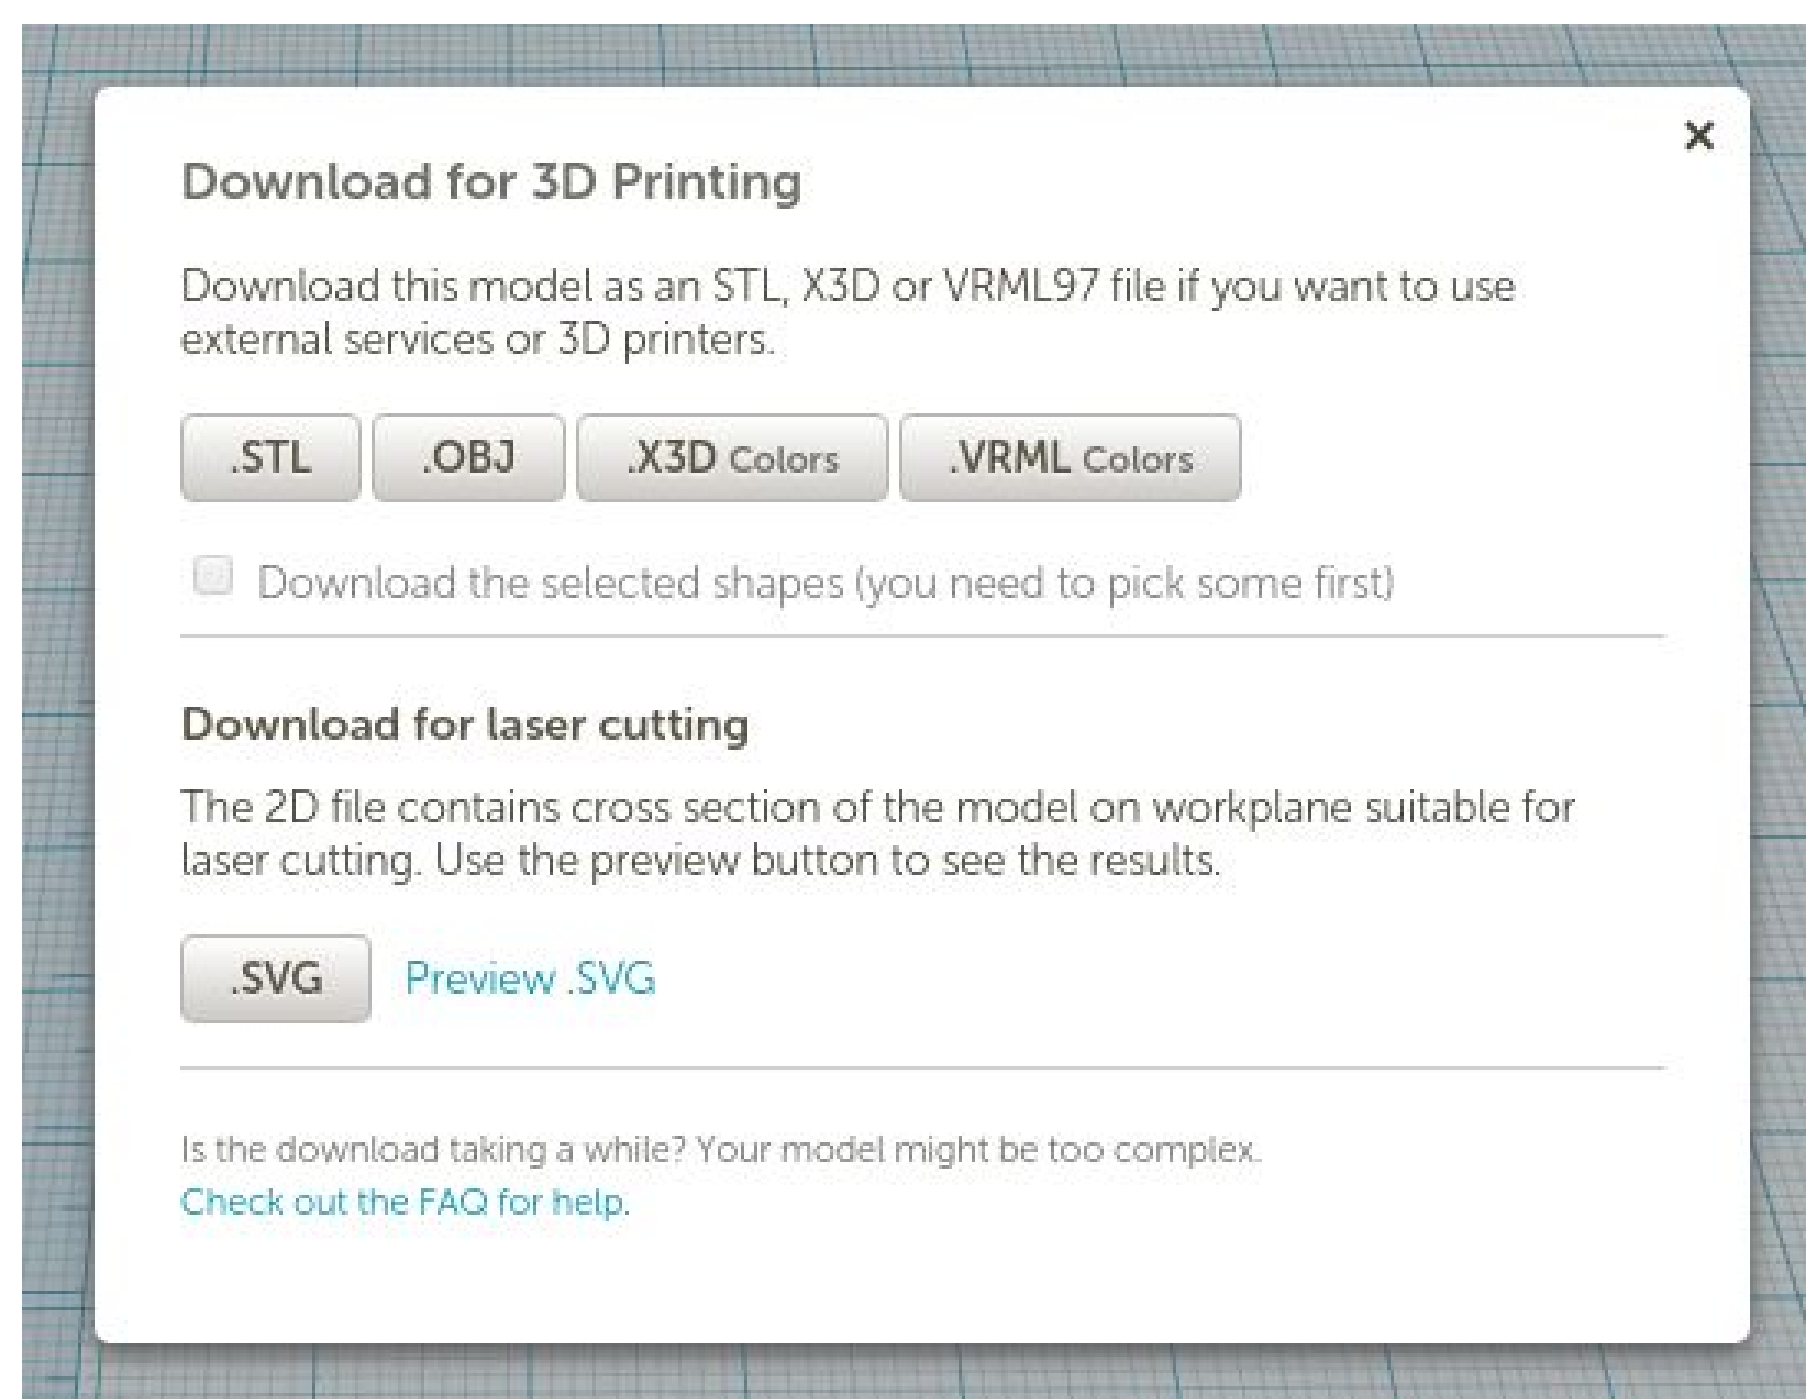 Download for 3D Printing
Download this model as an STL, X3D or VRML97 file if you want to use
external services or 3D printers.
.STL .OBJ .X3D Colors .VRML Colors
Download the selected shapes (you need to pick some first)
Download for laser cutting
The 2D file contains cross section of the model on workplane suitable for
laser cutting. Use the preview button to see the results.
.SVG Preview .SVG
Is the download taking a while? Your model might be too complex.
Check out the FAQ for help.